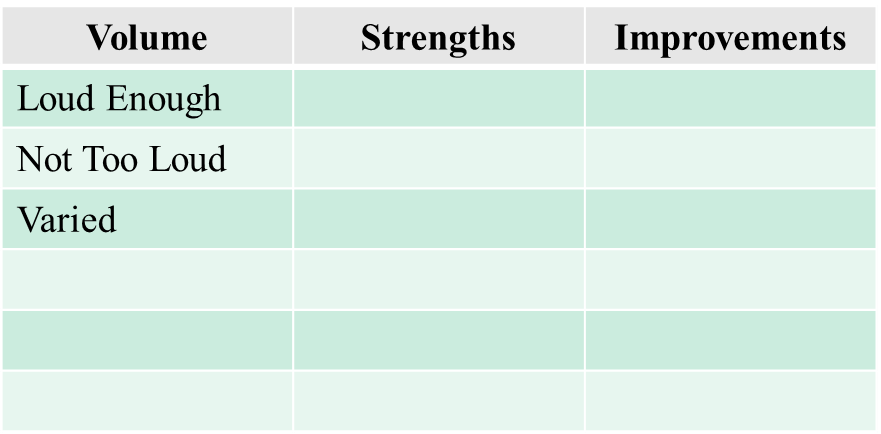 Volume Strengths Improvements
Loud Enough
Not Too Loud
Varied